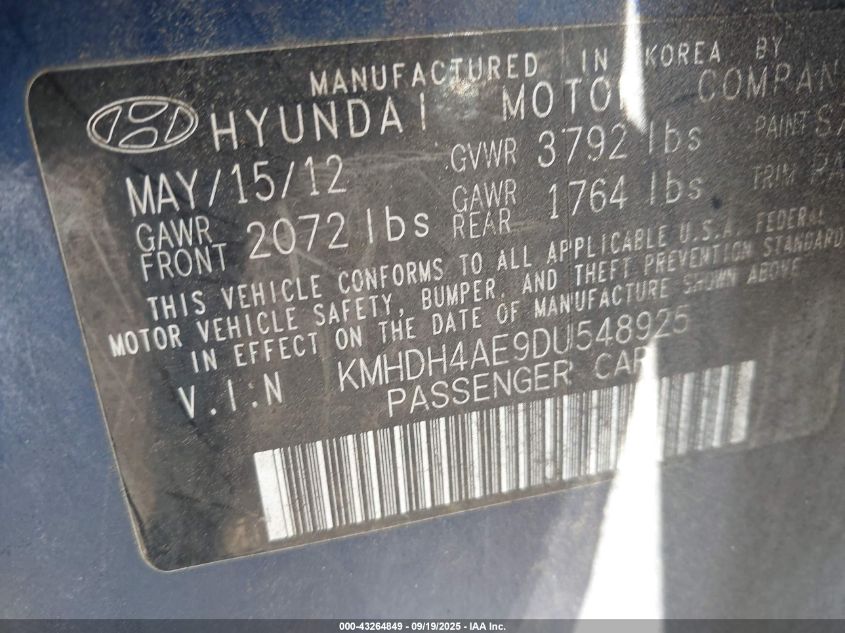 MANUFACTURED IN KOREA BY
HYUNDAI MOTOR COMPAN
MAY/15/12 GVWR 3792 lbs PAINT
GAWR FRONT 2072 lbs GAWR REAR 1764 lbs TRIM
THIS VEHICLE CONFORMS TO ALL APPLICABLE U.S.A. FEDERAL
MOTOR VEHICLE SAFETY, BUMPER, AND THEFT PREVENTION STANDARD
IN EFFECT ON THE DATE OF MANUFACTURE SHOWN ABOVE
V.I.N KMHDH4AE9DU548925
PASSENGER CAR
000-43264849 - 09/19/2025 - IAA Inc.